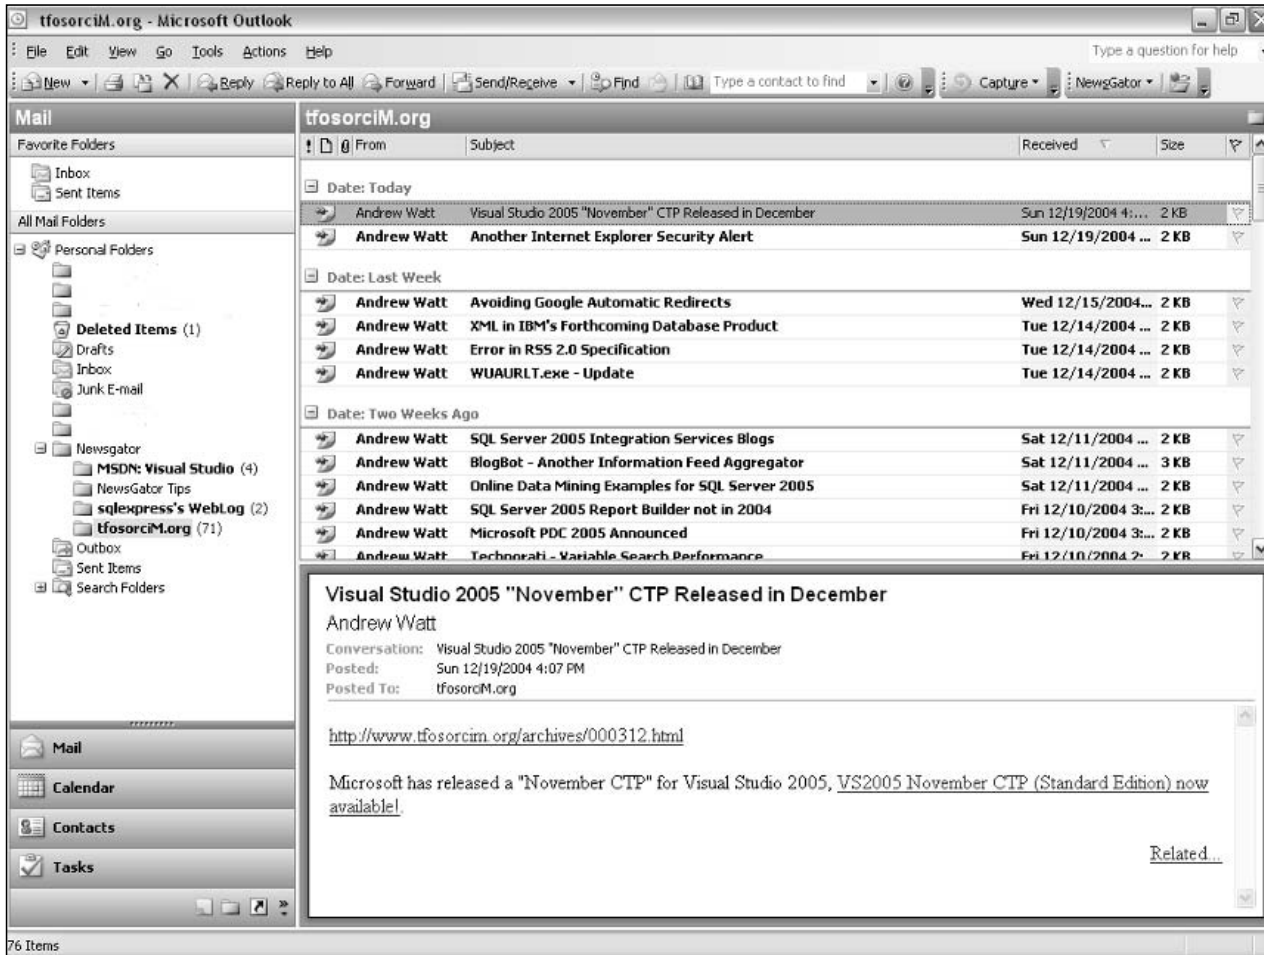 tfosorciM.org - Microsoft Outlook
File Edit View Go Tools Actions Help Type a question for help
New Reply Reply to All Forward Send/Receive Find Type a contact to find Capture NewsGator
Mail
Favorite Folders
Inbox
Sent Items
All Mail Folders
Personal Folders
Deleted Items (1)
Drafts
Inbox
Junk E-mail
Newsgator
MSDN: Visual Studio (4)
NewsGator Tips
sqlexpress's WebLog (2)
tfosorciM.org (71)
Outbox
Sent Items
Search Folders
Mail
Calendar
Contacts
Tasks
tfosorciM.org
! From Subject Received Size
Date: Today
Andrew Watt Visual Studio 2005 "November" CTP Released in December Sun 12/19/2004 4:... 2 KB
Andrew Watt Another Internet Explorer Security Alert Sun 12/19/2004 ... 2 KB
Date: Last Week
Andrew Watt Avoiding Google Automatic Redirects Wed 12/15/2004... 2 KB
Andrew Watt XML in IBM's Forthcoming Database Product Tue 12/14/2004 ... 2 KB
Andrew Watt Error in RSS 2.0 Specification Tue 12/14/2004 ... 2 KB
Andrew Watt WUAURLT.exe - Update Tue 12/14/2004 ... 2 KB
Date: Two Weeks Ago
Andrew Watt SQL Server 2005 Integration Services Blogs Sat 12/11/2004 ... 2 KB
Andrew Watt BlogBot - Another Information Feed Aggregator Sat 12/11/2004 ... 3 KB
Andrew Watt Online Data Mining Examples for SQL Server 2005 Sat 12/11/2004 ... 2 KB
Andrew Watt SQL Server 2005 Report Builder not in 2004 Fri 12/10/2004 3:... 2 KB
Andrew Watt Microsoft PDC 2005 Announced Fri 12/10/2004 3:... 2 KB
Andrew Watt Technorati - Variable Search Performance Fri 12/10/2004 2: 2 KB
Visual Studio 2005 "November" CTP Released in December
Andrew Watt
Conversation: Visual Studio 2005 "November" CTP Released in December
Posted: Sun 12/19/2004 4:07 PM
Posted To: tfosorciM.org
http://www.tfosorcim.org/archives/000312.html
Microsoft has released a "November CTP" for Visual Studio 2005, VS2005 November CTP (Standard Edition) now
available!.
Related...
76 Items